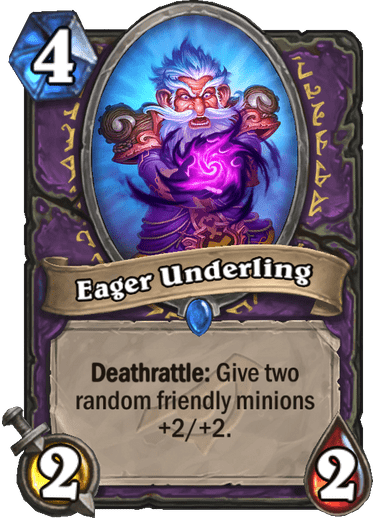 4
Eager Underling
Deathrattle: Give two
random friendly minions
+2/+2.
2
2